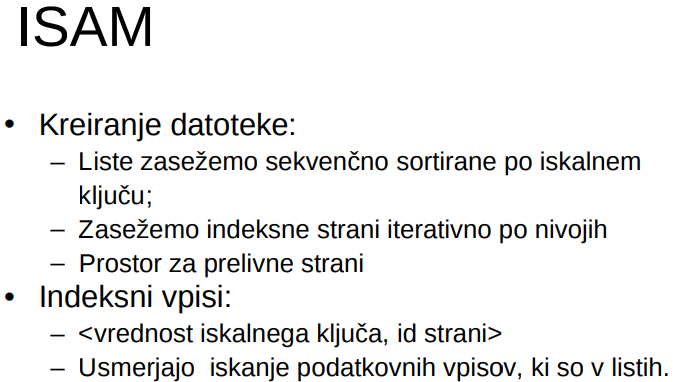 ISAM
• Kreiranje datoteke:
– Liste zasežemo sekvenčno sortirane po iskalnem
ključu;
– Zasežemo indeksne strani iterativno po nivojih
– Prostor za prelivne strani
• Indeksni vpisi:
– <vrednost iskalnega ključa, id strani>
– Usmerjajo  iskanje podatkovnih vpisov, ki so v listih.